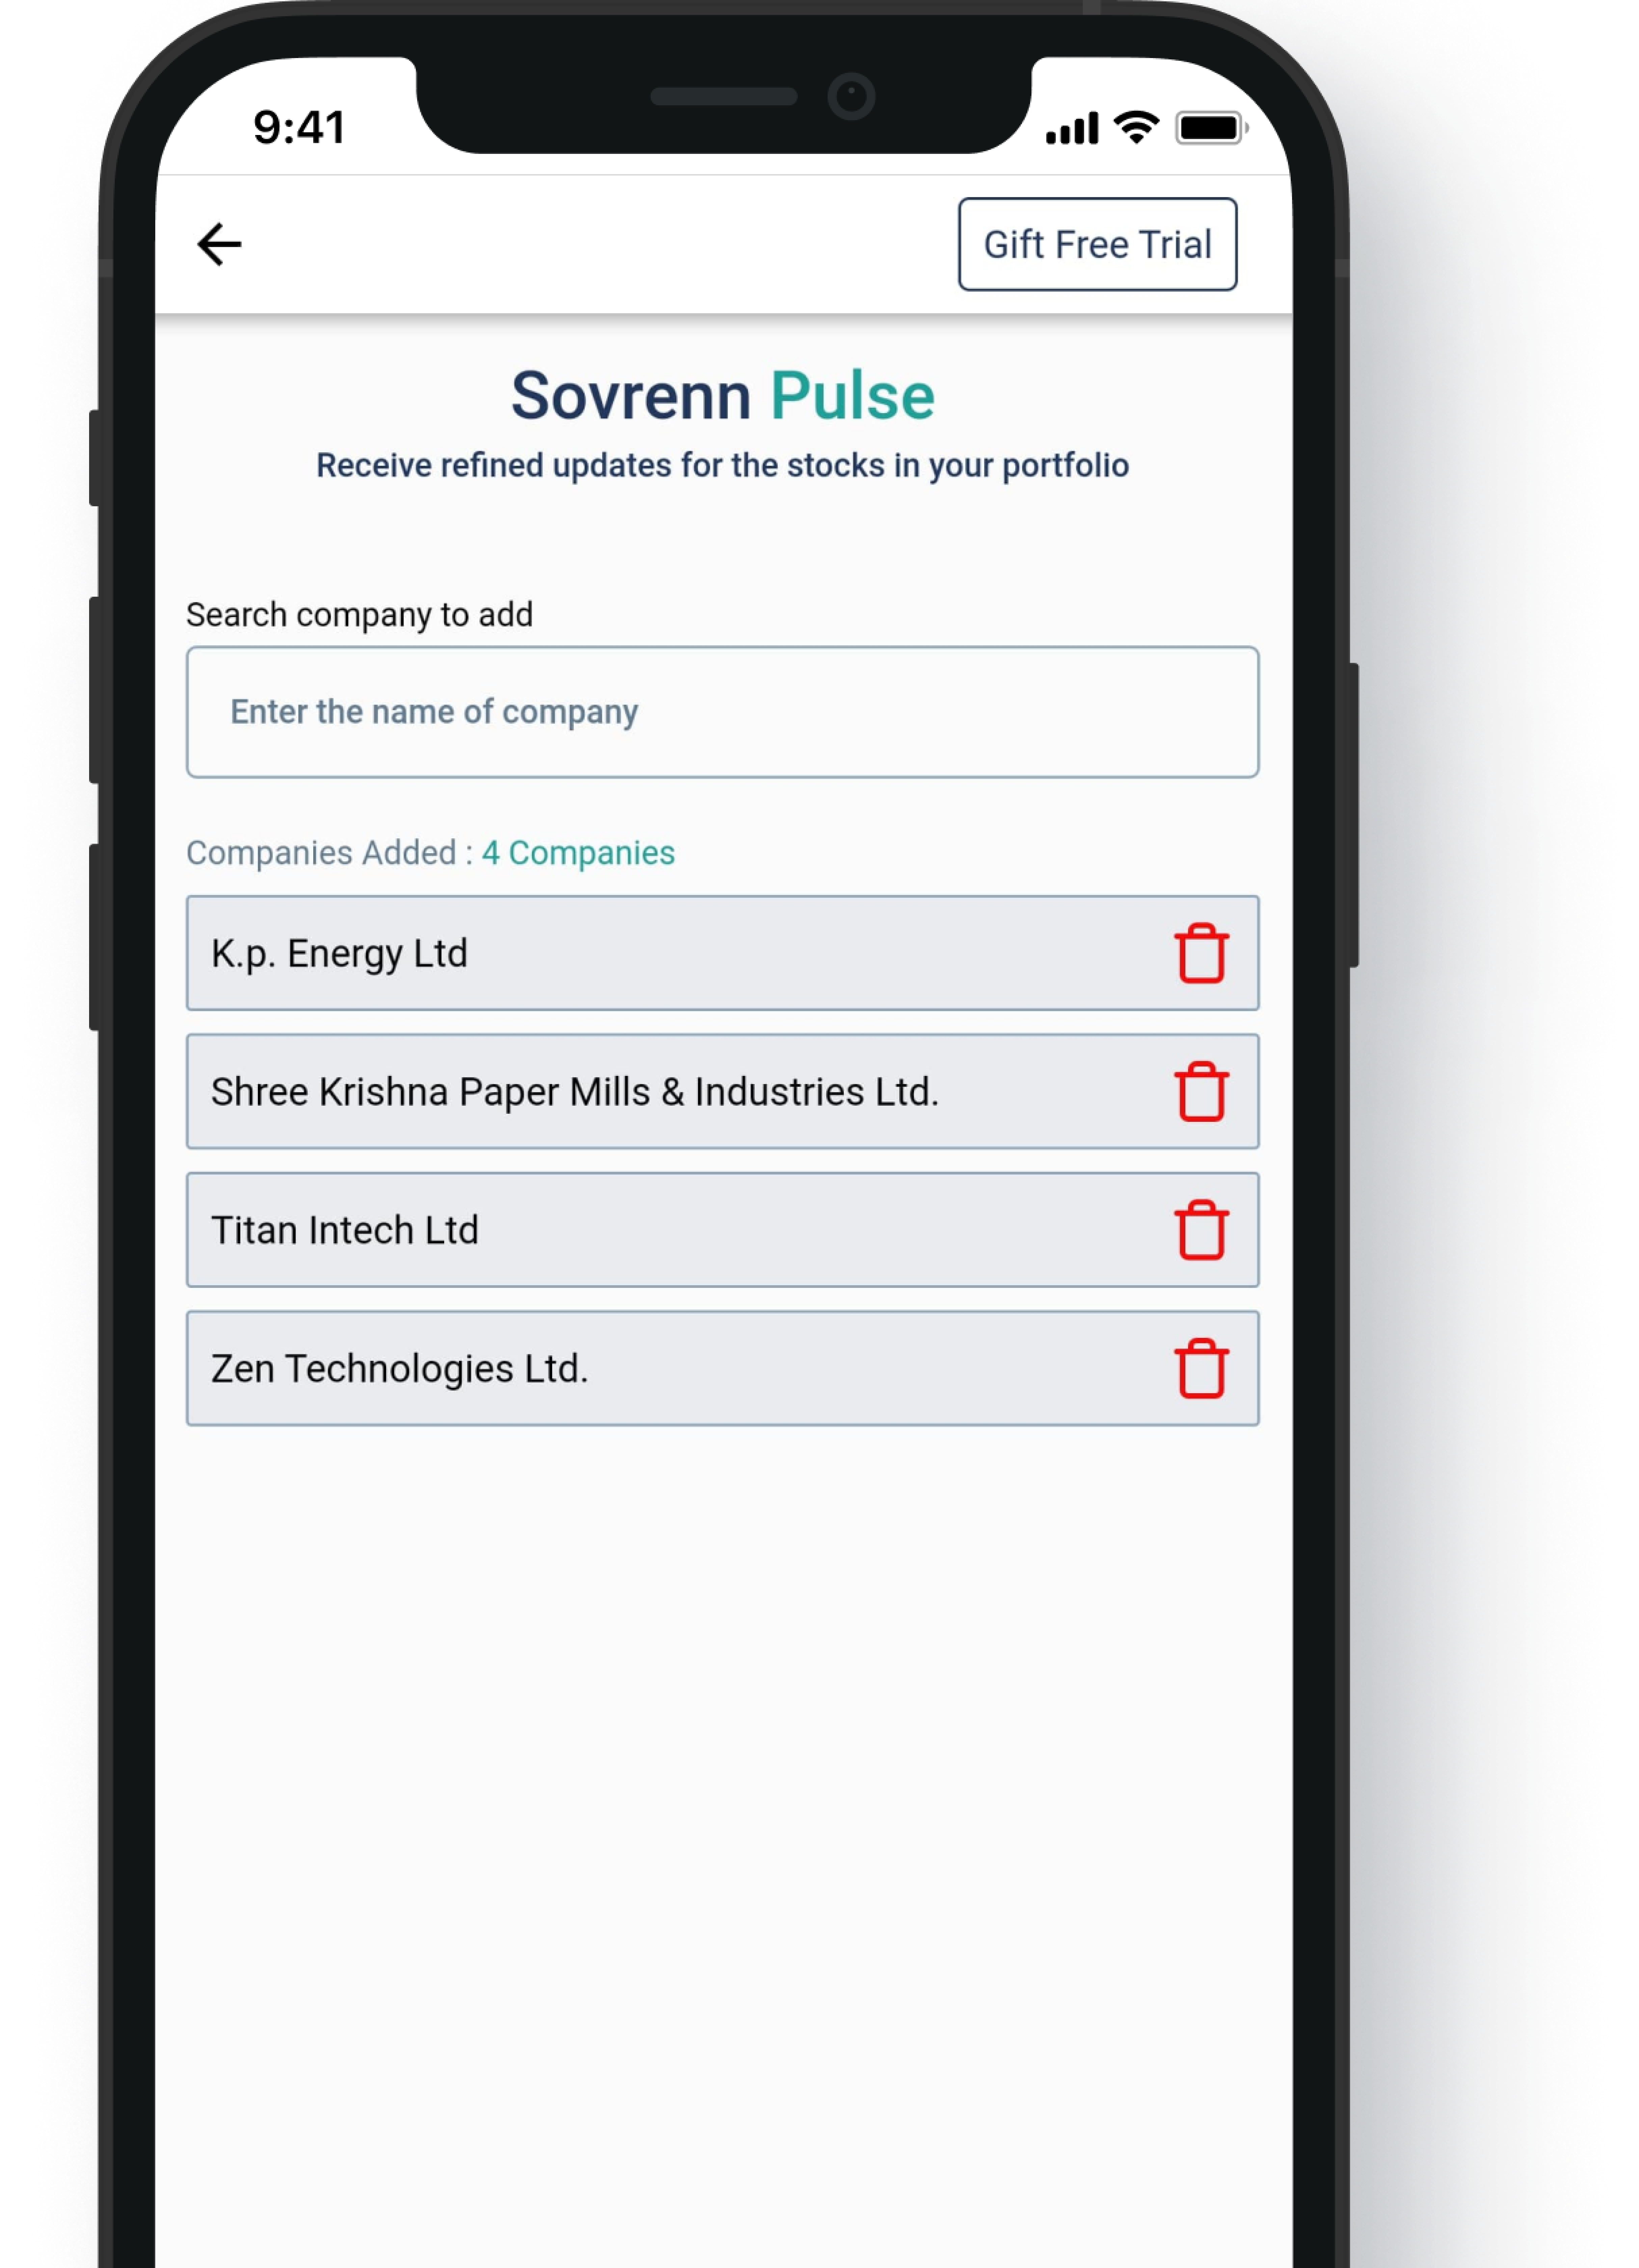 9:41
Gift Free Trial
Sovrenn Pulse
Receive refined updates for the stocks in your portfolio
Search company to add
Enter the name of company
Companies Added : 4 Companies
K.p. Energy Ltd
Shree Krishna Paper Mills & Industries Ltd.
Titan Intech Ltd
Zen Technologies Ltd.